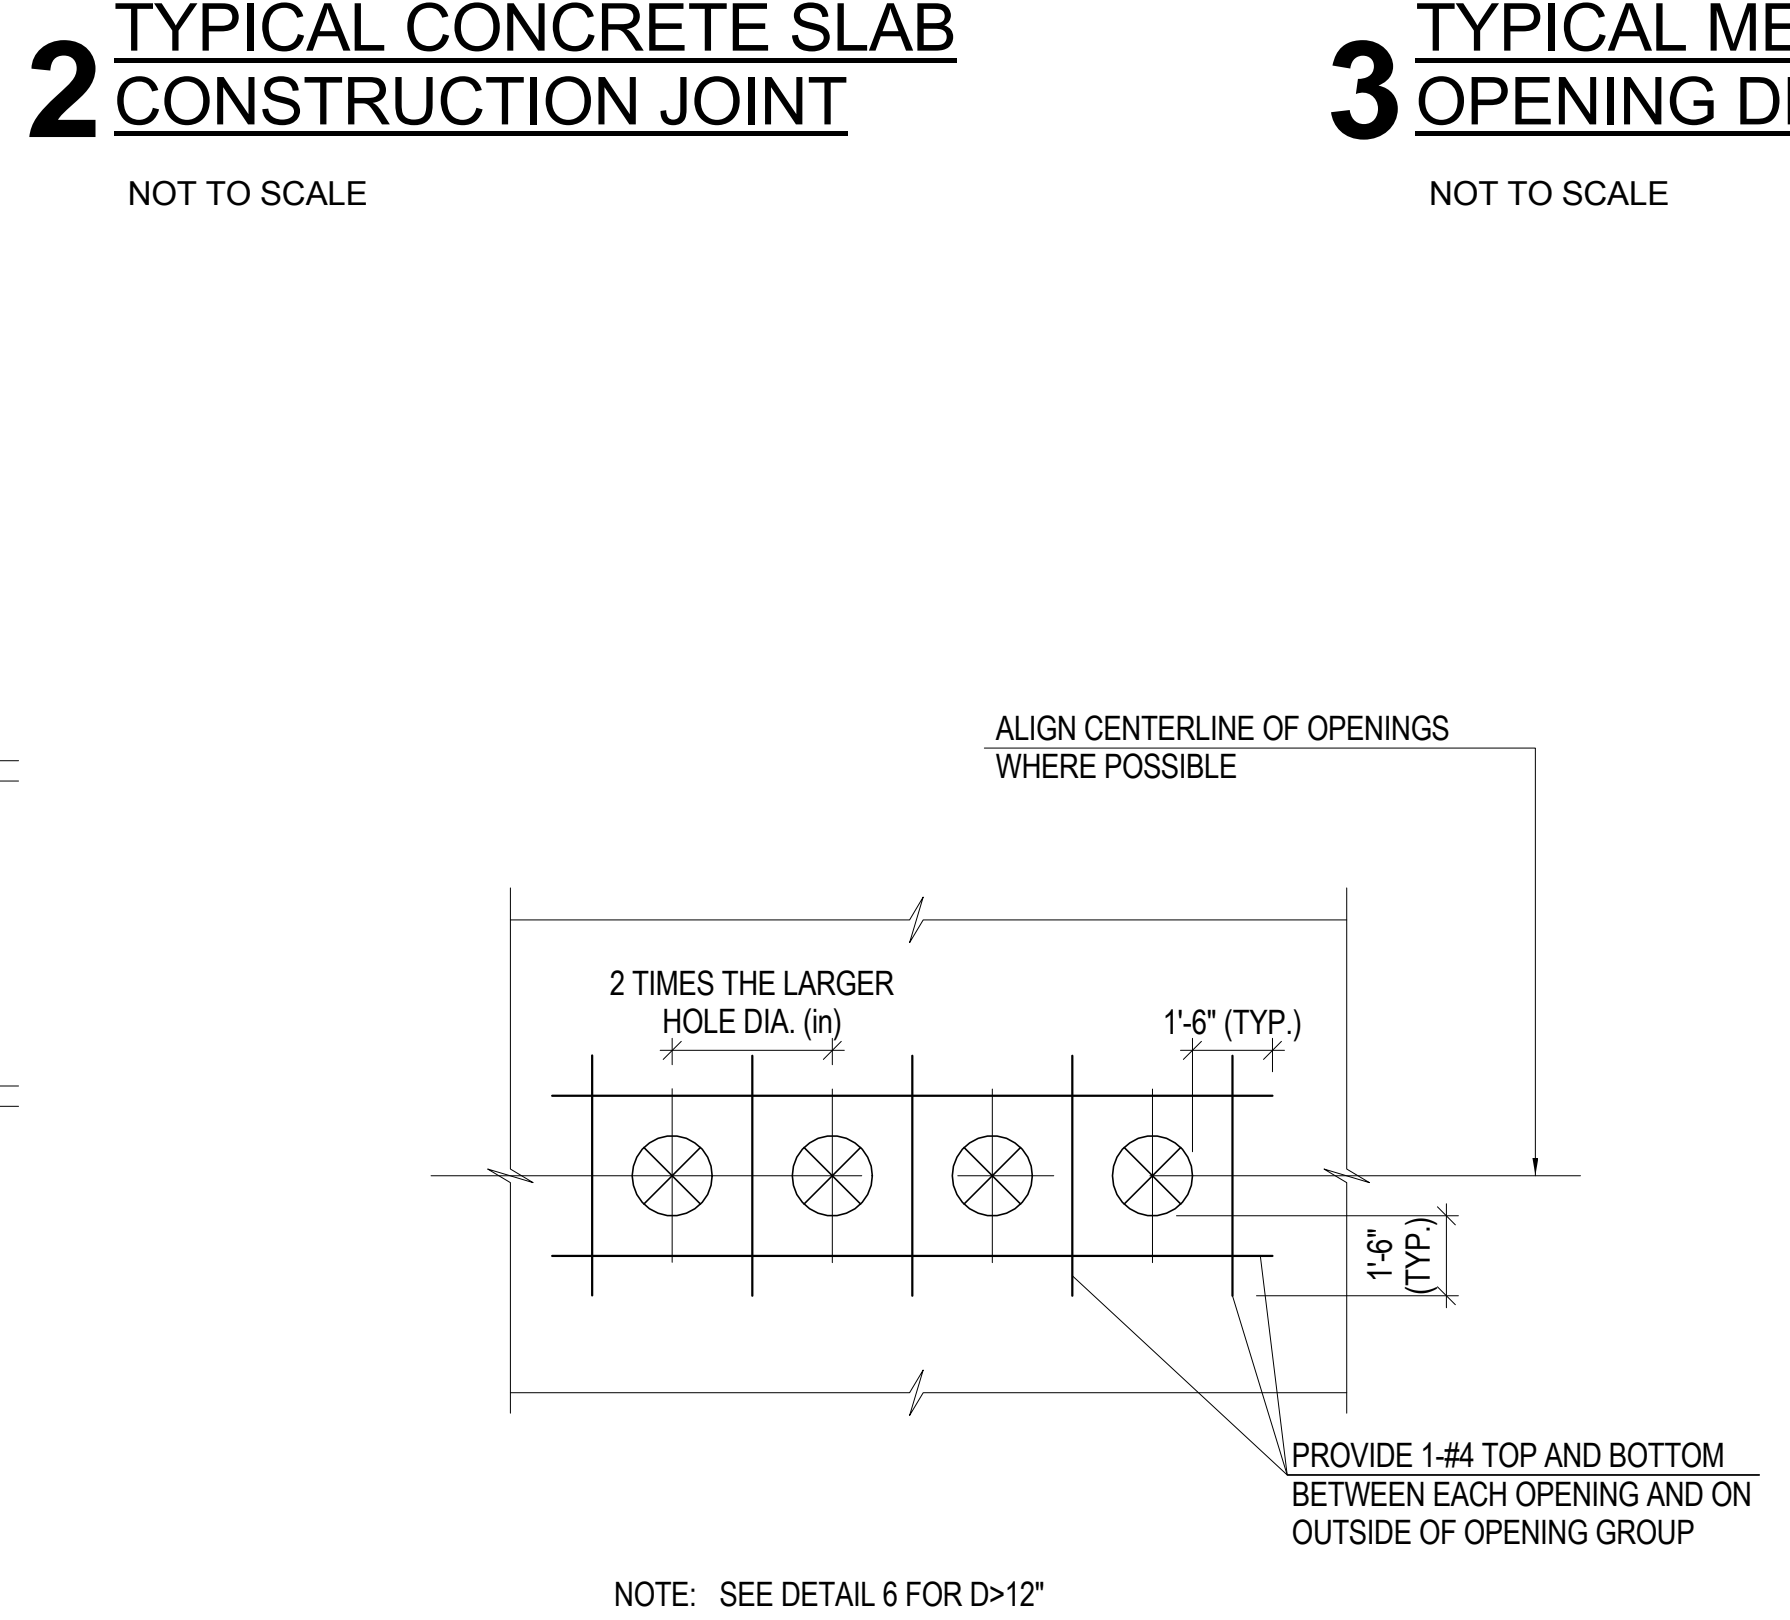 2 TYPICAL CONCRETE SLAB
CONSTRUCTION JOINT
NOT TO SCALE
3 TYPICAL
OPENING
NOT TO SCALE
ALIGN CENTERLINE OF OPENINGS
WHERE POSSIBLE
2 TIMES THE LARGER
HOLE DIA. (in)
1'-6" (TYP.)
1'-6"
(TYP.)
PROVIDE 1-#4 TOP AND BOTTOM
BETWEEN EACH OPENING AND ON
OUTSIDE OF OPENING GROUP
NOTE: SEE DETAIL 6 FOR D>12"